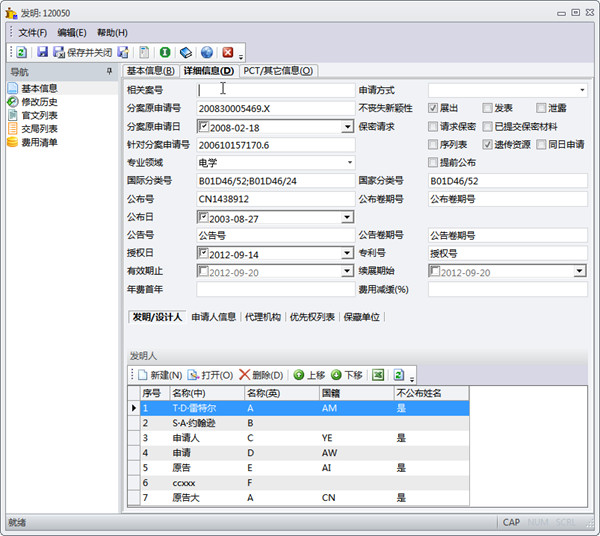 发明: 120050
文件(F) 编辑(E) 帮助(H)
保存并关闭
导航
基本信息
修改历史
官文列表
交局列表
费用清单
基本信息(B) 详细信息(D) PCT/其它信息(O)
相关案号 申请方式
分案原申请号 200830005469.X 不丧失新颖性 展出 发表 泄露
分案原申请日 2008-02-18 保密请求 请求保密 已提交保密材料
针对分案申请号 200610157170.6 序列表 遗传资源 同日申请
专业领域 电学 提前公布
国际分类号 B01D46/52;B01D46/24 国家分类号 B01D46/52
公布号 CN1438912 公布卷期号 公布卷期号
公布日 2003-08-27
公告号 公告号 公告卷期号 公告卷期号
授权日 2012-09-14 专利号 授权号
有效期止 2012-09-20 续展期始 2012-09-20
年费首年 费用减缓(%)
发明/设计人 申请人信息 代理机构 优先权列表 保藏单位
发明人
新建(N) 打开(O) 删除(D) 上移 下移
序号 名称(中) 名称(英) 国籍 不公布姓名
1 T·D·雷特尔 A AM 是
2 S·A·约翰逊 B
3 申请人 C YE 是
4 申请 D AW
5 原告 E AI 是
6 ccxxx F
7 原告大 A CN 是
就绪 CAP NUM SCRL